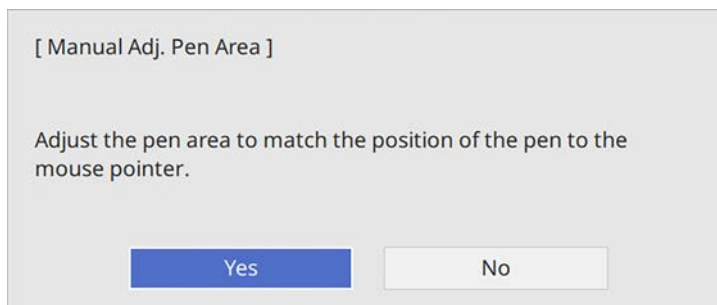 [ Manual Adj. Pen Area ]
Adjust the pen area to match the position of the pen to the
mouse pointer.
Yes
No